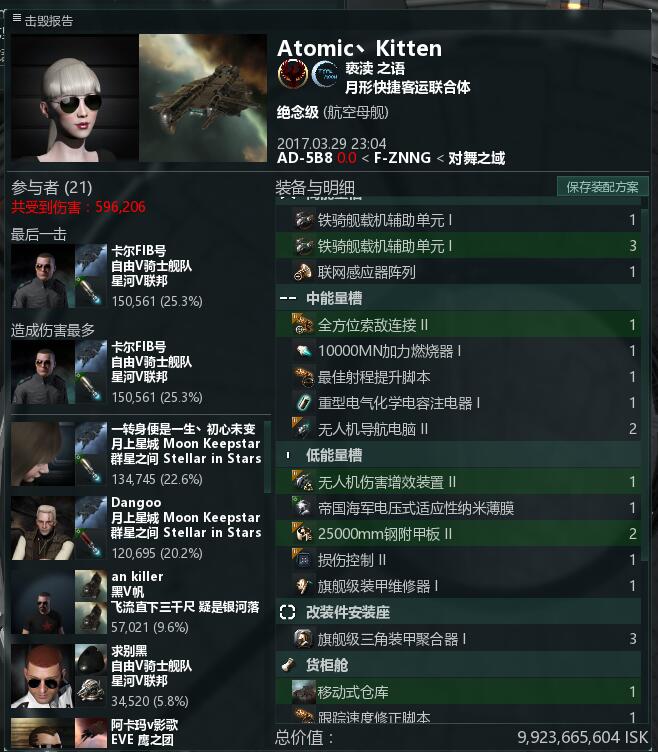 击毁报告
Atomic丶Kitten
亵渎 之语
月形快捷客运联合体
绝念级 (航空母舰)
2017.03.29 23:04
AD-5B8 0.0 < F-ZNNG < 对舞之域
参与者 (21)
共受到伤害：596,206
最后一击
卡尔FIB号
自由V骑士舰队
星河V联邦
150,561 (25.3%)
造成伤害最多
卡尔FIB号
自由V骑士舰队
星河V联邦
150,561 (25.3%)
一转身便是一生丶初心未变
月上星城 Moon Keepstar
群星之间 Stellar in Stars
134,745 (22.6%)
Dangoo
月上星城 Moon Keepstar
群星之间 Stellar in Stars
120,695 (20.2%)
an killer
黑V帆
飞流直下三千尺 疑是银河落
57,021 (9.6%)
求别黑
自由V骑士舰队
星河V联邦
34,520 (5.8%)
阿卡玛v影歌
EVE 鹰之团
装备与明细
保存装配方案
铁骑舰载机辅助单元 I 1
铁骑舰载机辅助单元 I 3
联网感应器阵列 1
中能量槽
全方位索敌连接 II 1
10000MN加力燃烧器 I 1
最佳射程提升脚本 1
重型电气化学电容注电器 I 1
无人机导航电脑 II 2
低能量槽
无人机伤害增效装置 II 1
帝国海军电压式适应性纳米薄膜 1
25000mm钢附甲板 II 2
损伤控制 II 1
旗舰级装甲维修器 I 1
改装件安装座
旗舰级三角装甲聚合器 I 3
货柜舱
移动式仓库 1
跟踪速度修正脚本 1
总价值： 9,923,665,604 ISK